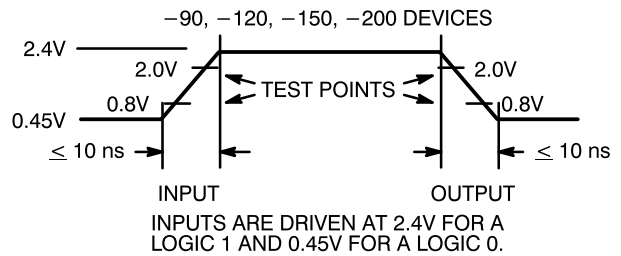 −90, −120, −150, −200 DEVICES
2.4V
2.0V 2.0V
TEST POINTS
0.8V 0.8V
0.45V
≤ 10 ns ≤ 10 ns
INPUT OUTPUT
INPUTS ARE DRIVEN AT 2.4V FOR A
LOGIC 1 AND 0.45V FOR A LOGIC 0.